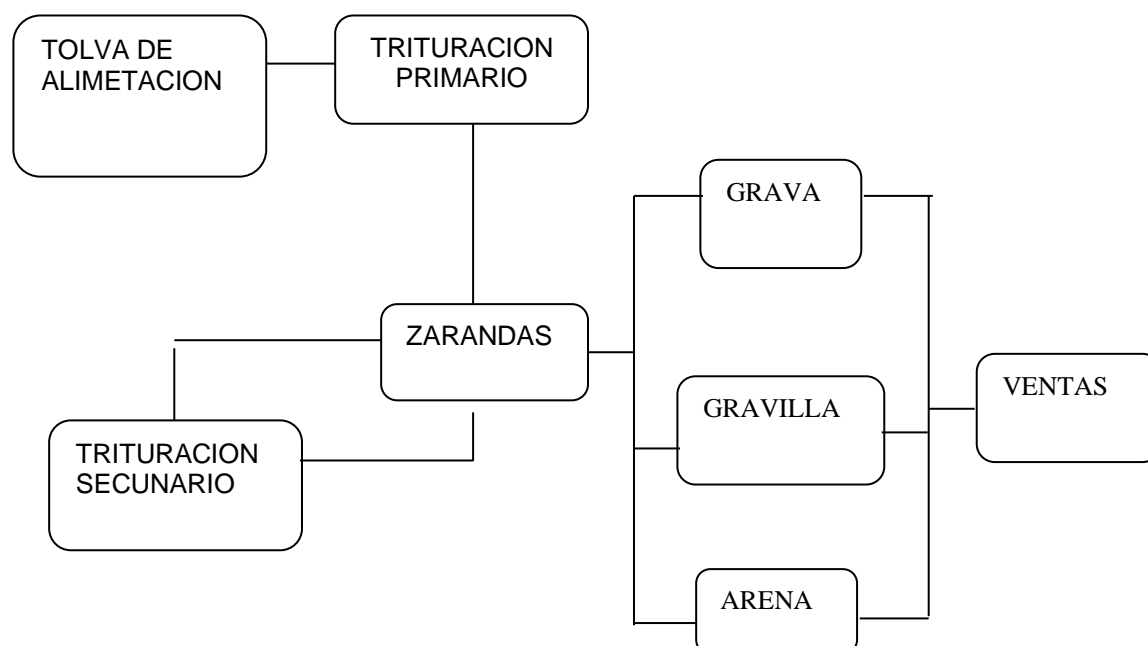 TOLVA DE
ALIMETACION
TRITURACION
PRIMARIO
GRAVA
ZARANDAS
GRAVILLA
VENTAS
TRITURACION
SECUNARIO
ARENA